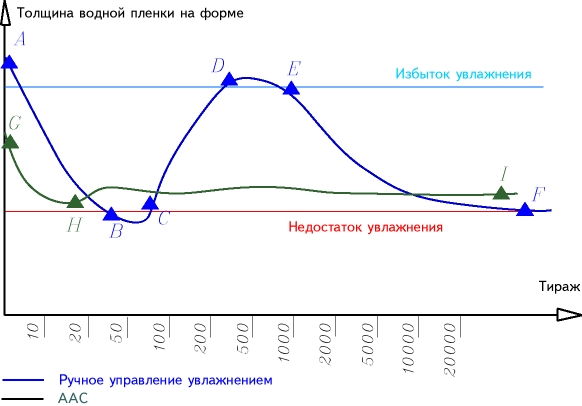 Толщина водной пленки на форме
A
D
E
Избыток увлажнения
G
I
H
B
C
F
Недостаток увлажнения
Тираж
10
20
50
100
200
500
1000
2000
5000
10000
20000
Ручное управление увлажнением
ААС